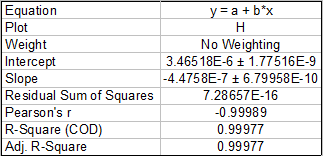 Equation y = a + b*x
Plot H
Weight No Weighting
Intercept 3.46518E-6 ± 1.77516E-9
Slope -4.4758E-7 ± 6.79958E-10
Residual Sum of Squares 7.28657E-16
Pearson's r -0.99989
R-Square (COD) 0.99977
Adj. R-Square 0.99977